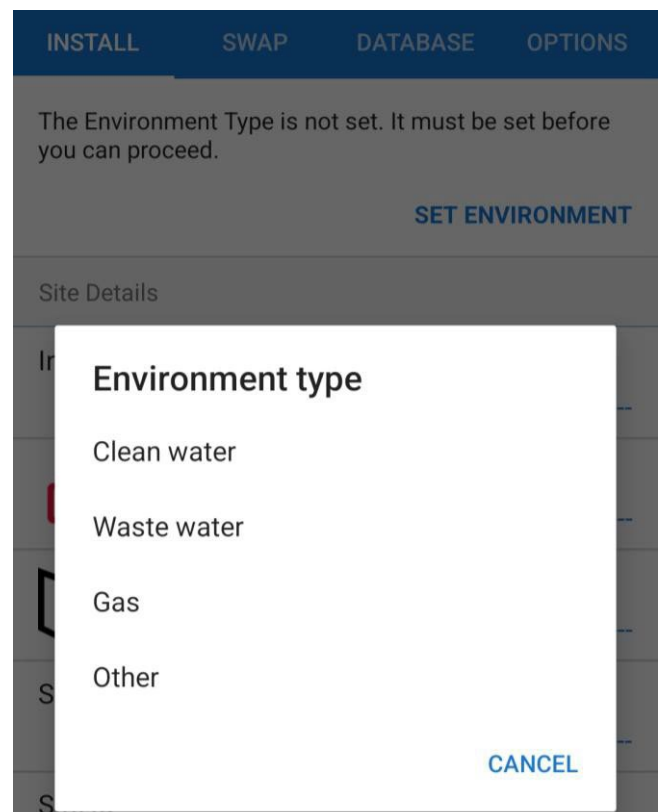 INSTALL SWAP DATABASE OPTIONS
The Environment Type is not set. It must be set before
you can proceed.
SET ENVIRONMENT
Site Details
Environment type
Clean water
Waste water
Gas
Other
CANCEL